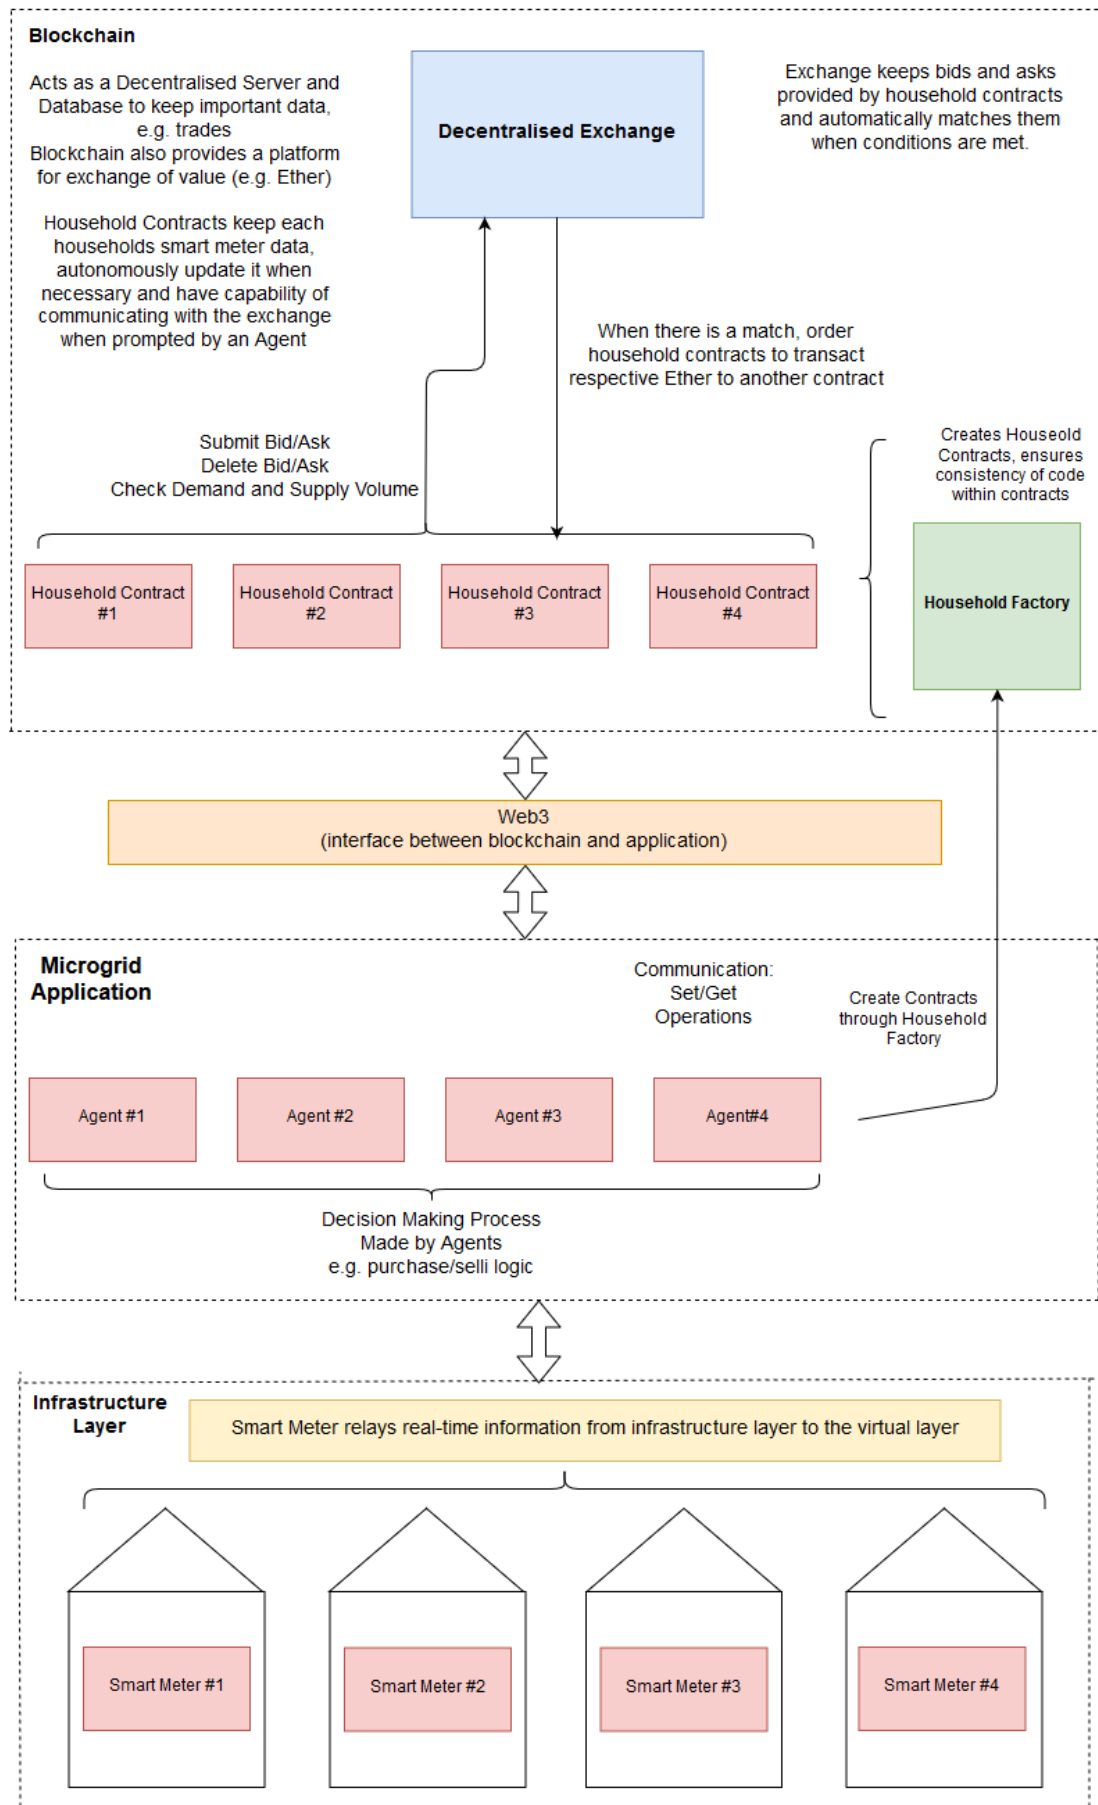 Blockchain
Acts as a Decentralised Server and
Database to keep important data,
e.g. trades
Blockchain also provides a platform
for exchange of value (e.g. Ether)
Household Contracts keep each
households smart meter data,
autonomously update it when
necessary and have capability of
communicating with the exchange
when prompted by an Agent
Decentralised Exchange
Exchange keeps bids and asks
provided by household contracts
and automatically matches them
when conditions are met.
When there is a match, order
household contracts to transact
respective Ether to another contract
Submit Bid/Ask
Delete Bid/Ask
Check Demand and Supply Volume
Creates Houseold
Contracts, ensures
consistency of code
within contracts
Household Contract
#1
Household Contract
#2
Household Contract
#3
Household Contract
#4
Household Factory
Web3
(interface between blockchain and application)
Microgrid
Application
Communication:
Set/Get
Operations
Create Contracts
through Household
Factory
Agent #1
Agent #2
Agent #3
Agent#4
Decision Making Process
Made by Agents
e.g. purchase/selli logic
Infrastructure
Layer
Smart Meter relays real-time information from infrastructure layer to the virtual layer
Smart Meter #1
Smart Meter #2
Smart Meter #3
Smart Meter #4